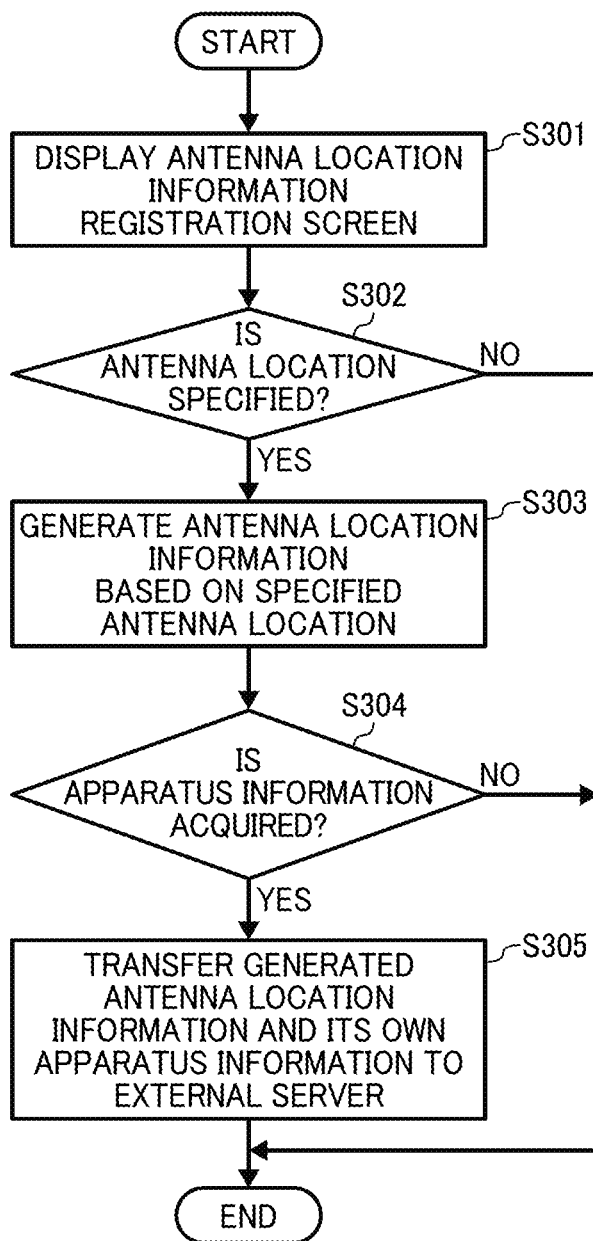 START
S301
DISPLAY ANTENNA LOCATION
INFORMATION
REGISTRATION SCREEN
S302
IS
ANTENNA LOCATION
SPECIFIED?
NO
YES
S303
GENERATE ANTENNA LOCATION
INFORMATION
BASED ON SPECIFIED
ANTENNA LOCATION
S304
IS
APPARATUS INFORMATION
ACQUIRED?
NO
YES
S305
TRANSFER GENERATED
ANTENNA LOCATION
INFORMATION AND ITS OWN
APPARATUS INFORMATION TO
EXTERNAL SERVER
END